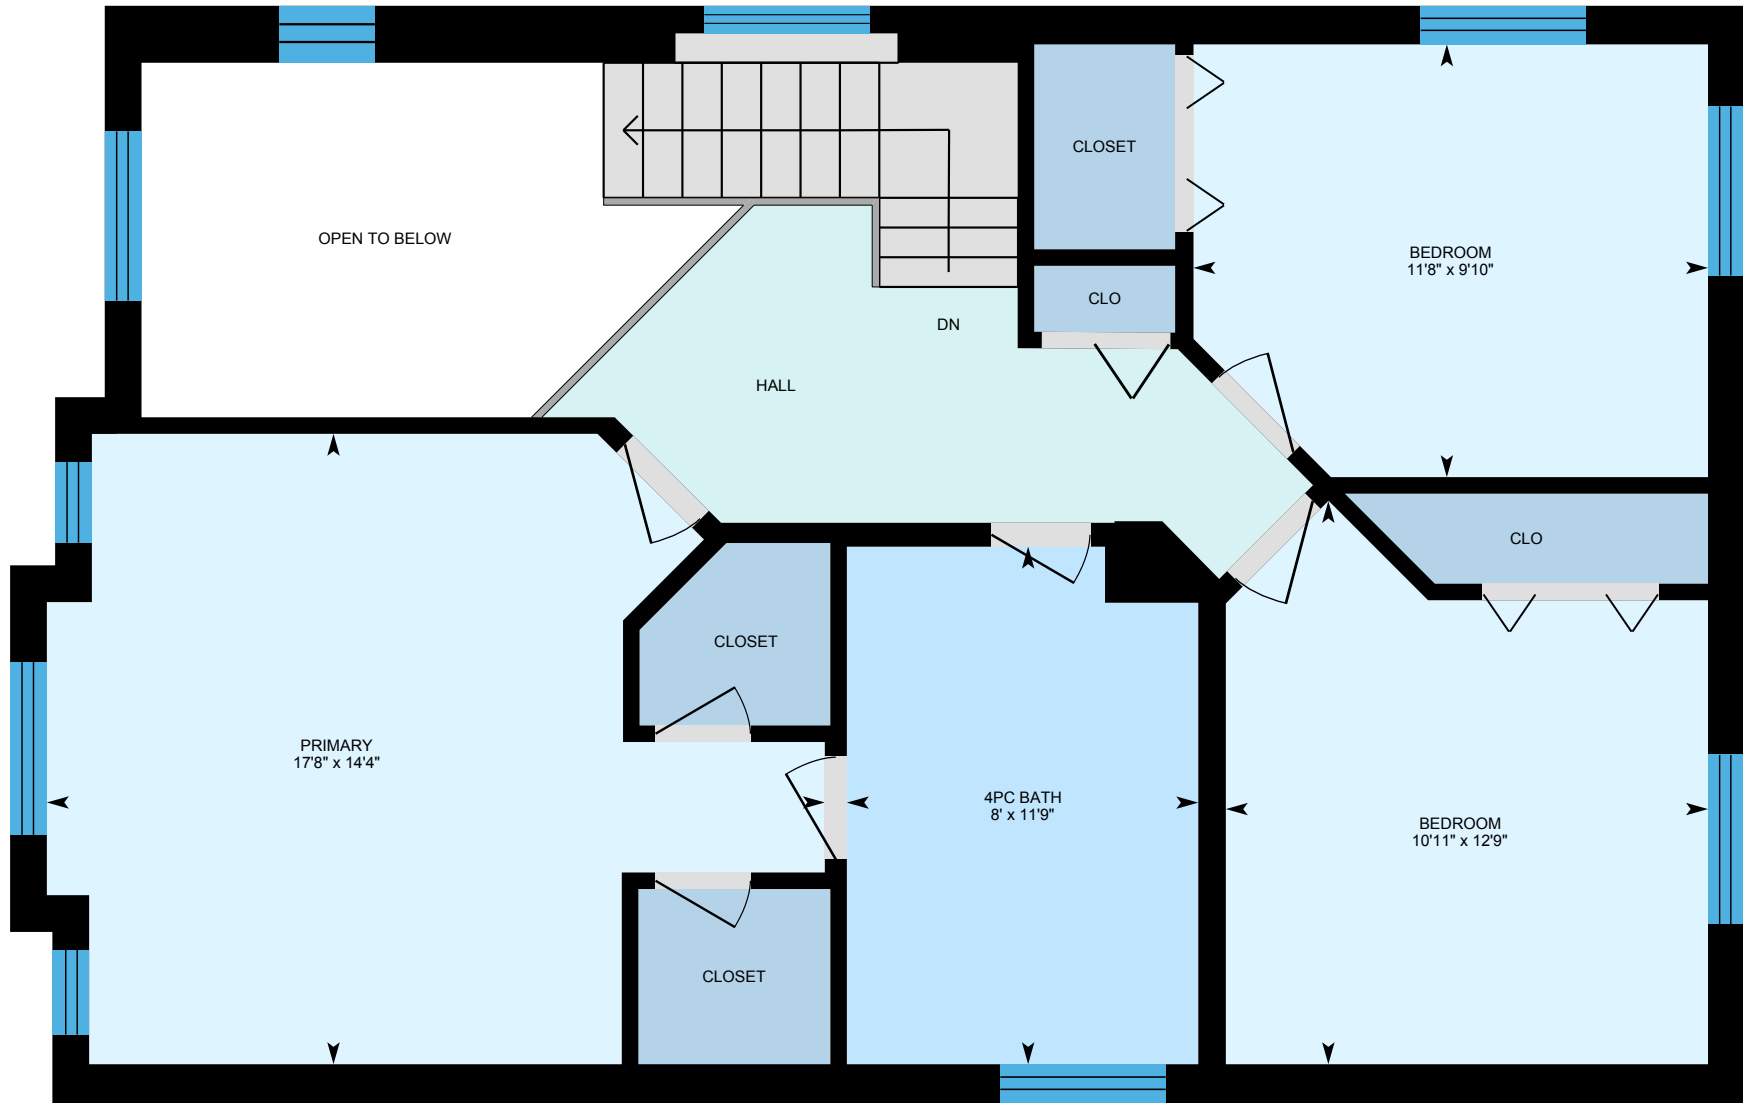 CLOSET
OPEN TO BELOW
BEDROOM
11'8" x 9'10"
CLO
DN
HALL
CLO
CLOSET
PRIMARY
17'8" x 14'4"
4PC BATH
8' x 11'9"
BEDROOM
10'11" x 12'9"
CLOSET